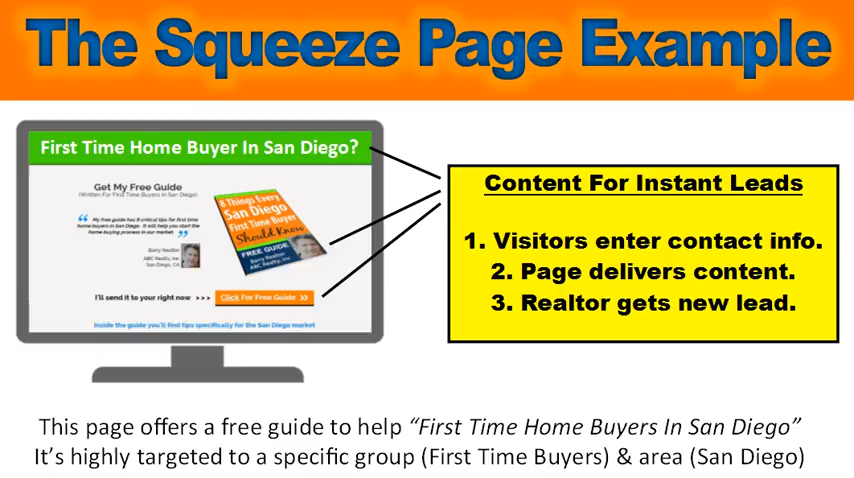 The Squeeze Page Example
First Time Home Buyer In San Diego?
Get My Free Guide
(Written For First Time Buyers In San Diego)
“ My free guide has 8 critical tips for first time
home buyers in San Diego. It will help you start the
home buying process in our market ”
Barry Realtor
ABC Realty, Inc
San Diego, CA
8 Things Every
San Diego
First Time Buyer
Should Know
FREE GUIDE
Barry Realtor
ABC Realty, Inc.
I'll send it to your right now >>>
Click For Free Guide »
Inside the guide you'll find tips specifically for the San Diego market
Content For Instant Leads
1. Visitors enter contact info.
2. Page delivers content.
3. Realtor gets new lead.
This page offers a free guide to help “First Time Home Buyers In San Diego”
It’s highly targeted to a specific group (First Time Buyers) & area (San Diego)